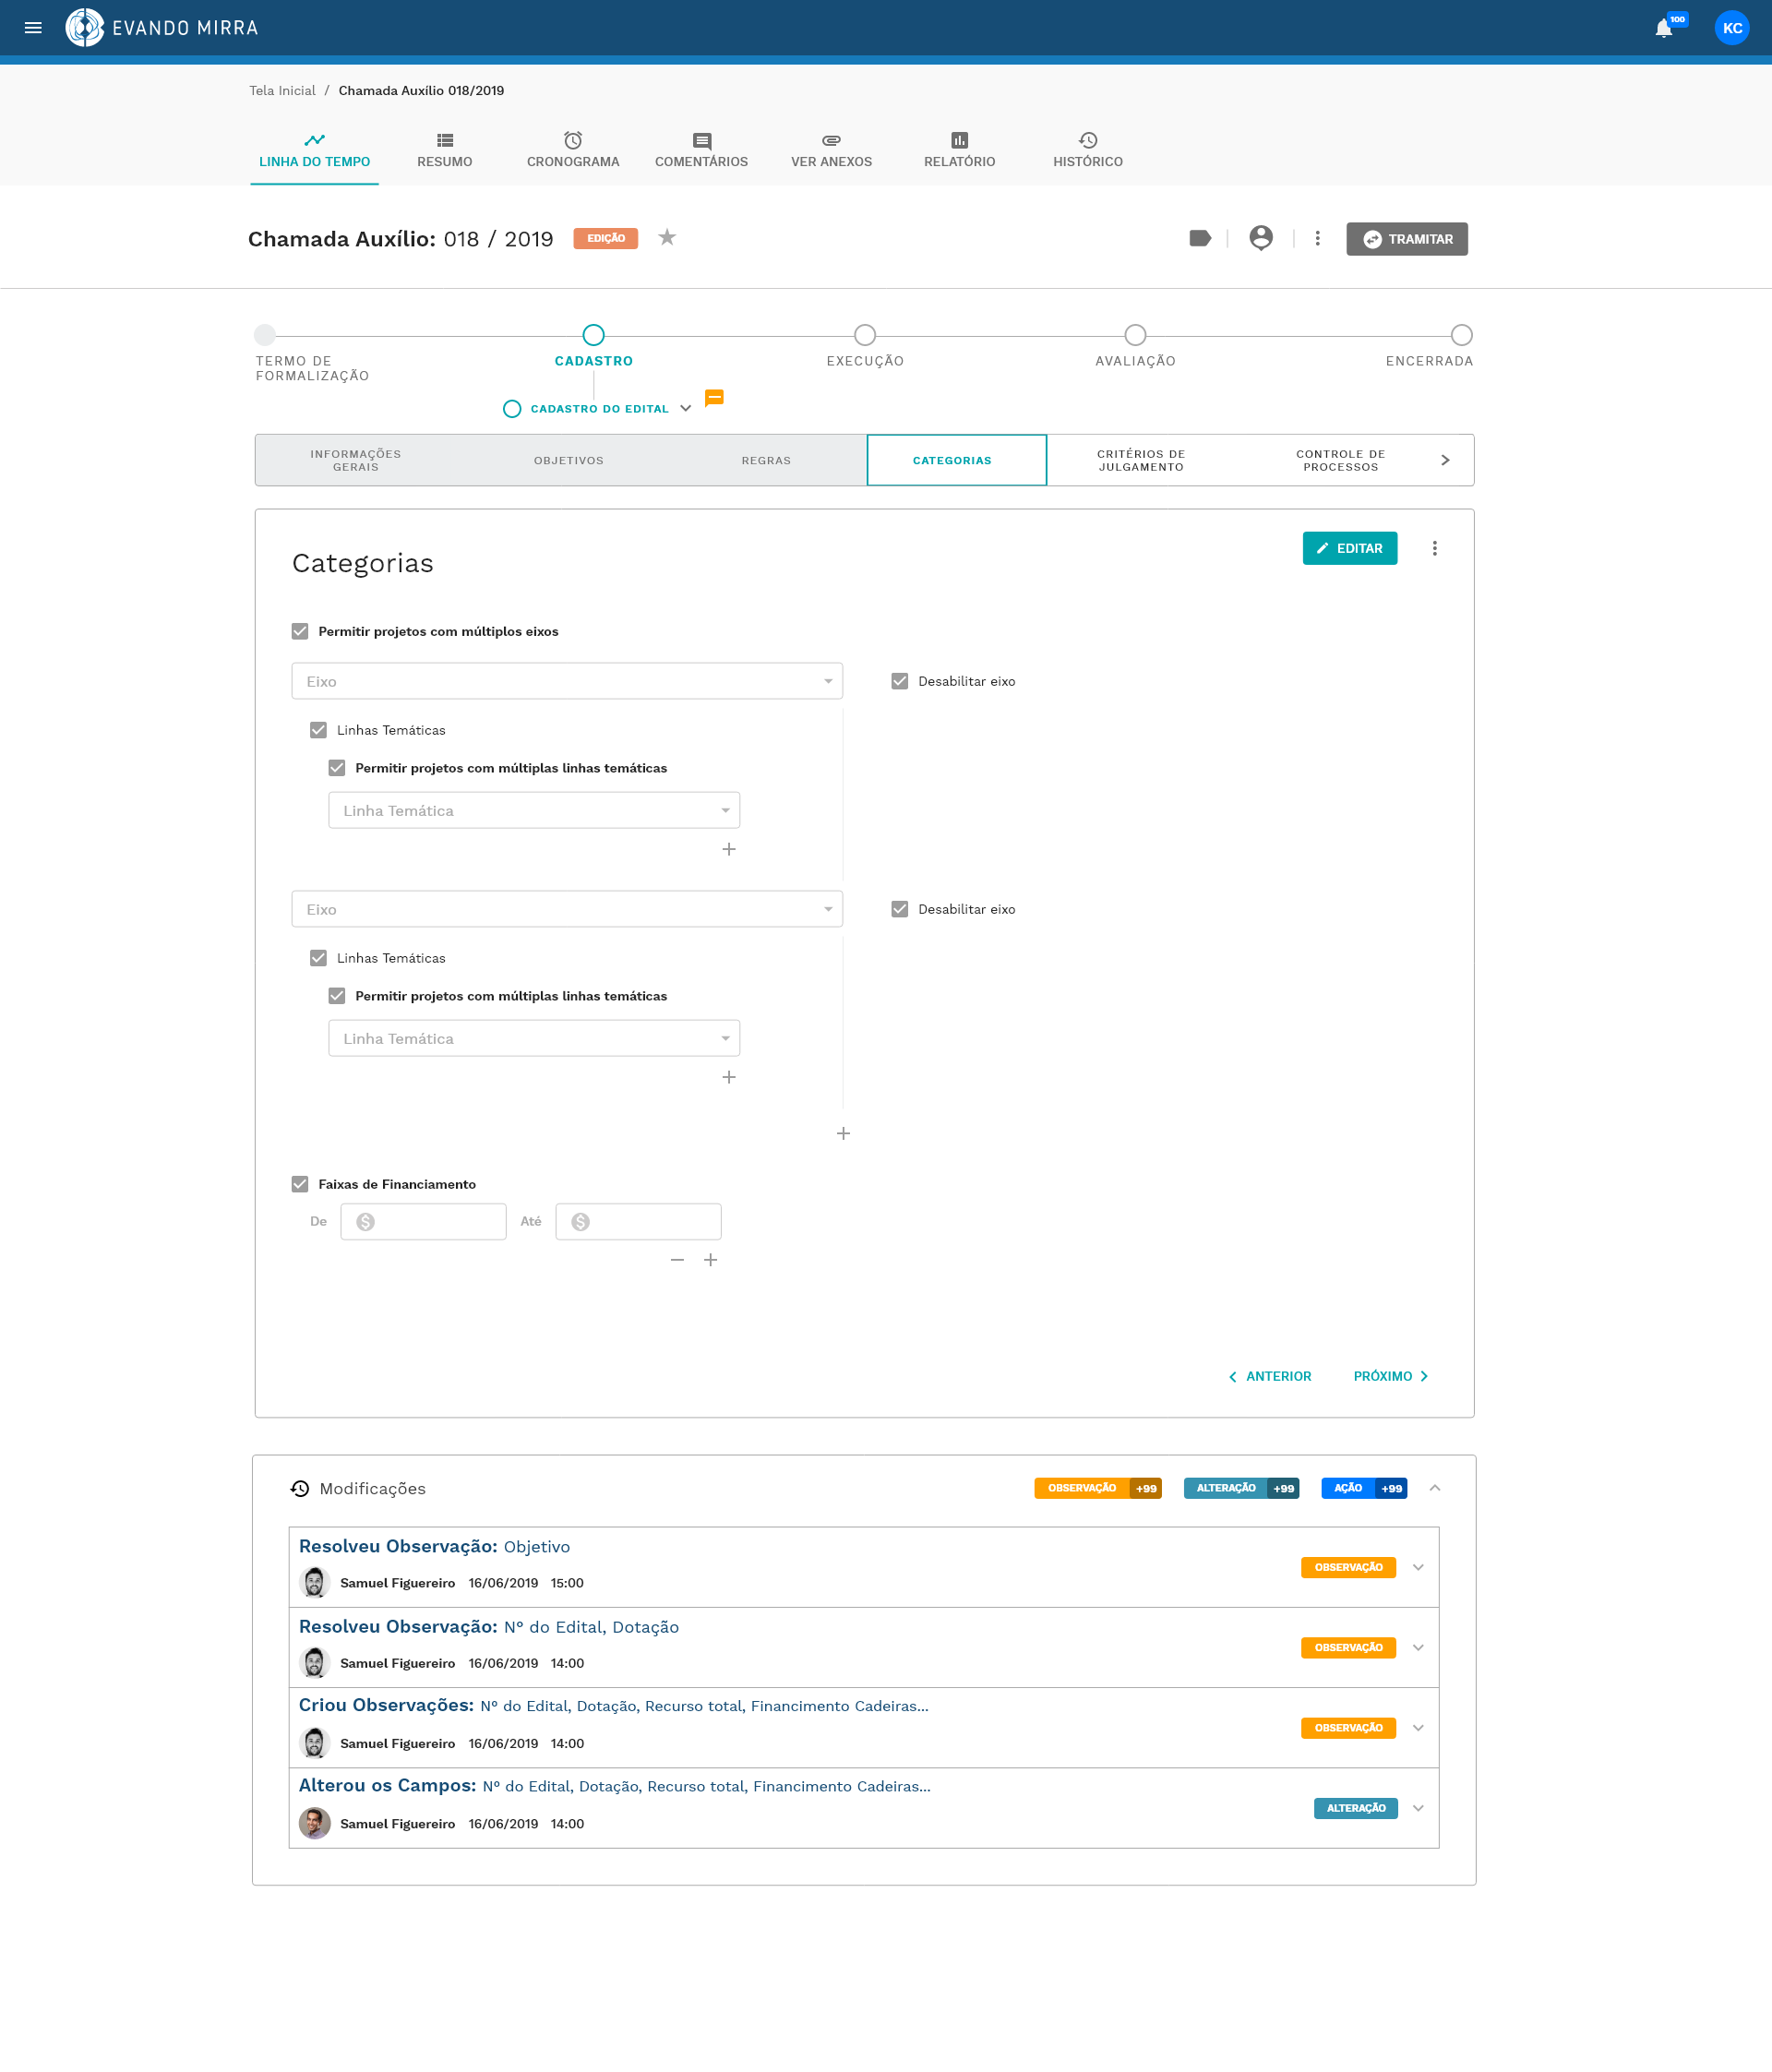 EVANDO MIRRA
100
KC
Tela Inicial / Chamada Auxílio 018/2019
LINHA DO TEMPO
RESUMO
CRONOGRAMA
COMENTÁRIOS
VER ANEXOS
RELATÓRIO
HISTÓRICO
Chamada Auxílio: 018 / 2019
EDIÇÃO
TRAMITAR
TERMO DE
FORMALIZAÇÃO
CADASTRO
EXECUÇÃO
AVALIAÇÃO
ENCERRADA
CADASTRO DO EDITAL
INFORMAÇÕES
GERAIS
OBJETIVOS
REGRAS
CATEGORIAS
CRITÉRIOS DE
JULGAMENTO
CONTROLE DE
PROCESSOS
Categorias
EDITAR
Permitir projetos com múltiplos eixos
Eixo
Desabilitar eixo
Linhas Temáticas
Permitir projetos com múltiplas linhas temáticas
Linha Temática
Eixo
Desabilitar eixo
Linhas Temáticas
Permitir projetos com múltiplas linhas temáticas
Linha Temática
Faixas de Financiamento
De
Até
ANTERIOR
PRÓXIMO
Modificações
OBSERVAÇÃO +99
ALTERAÇÃO +99
AÇÃO +99
Resolveu Observação: Objetivo
Samuel Figuereiro 16/06/2019 15:00
OBSERVAÇÃO
Resolveu Observação: N° do Edital, Dotação
Samuel Figuereiro 16/06/2019 14:00
OBSERVAÇÃO
Criou Observações: N° do Edital, Dotação, Recurso total, Financimento Cadeiras...
Samuel Figuereiro 16/06/2019 14:00
OBSERVAÇÃO
Alterou os Campos: N° do Edital, Dotação, Recurso total, Financimento Cadeiras...
Samuel Figuereiro 16/06/2019 14:00
ALTERAÇÃO